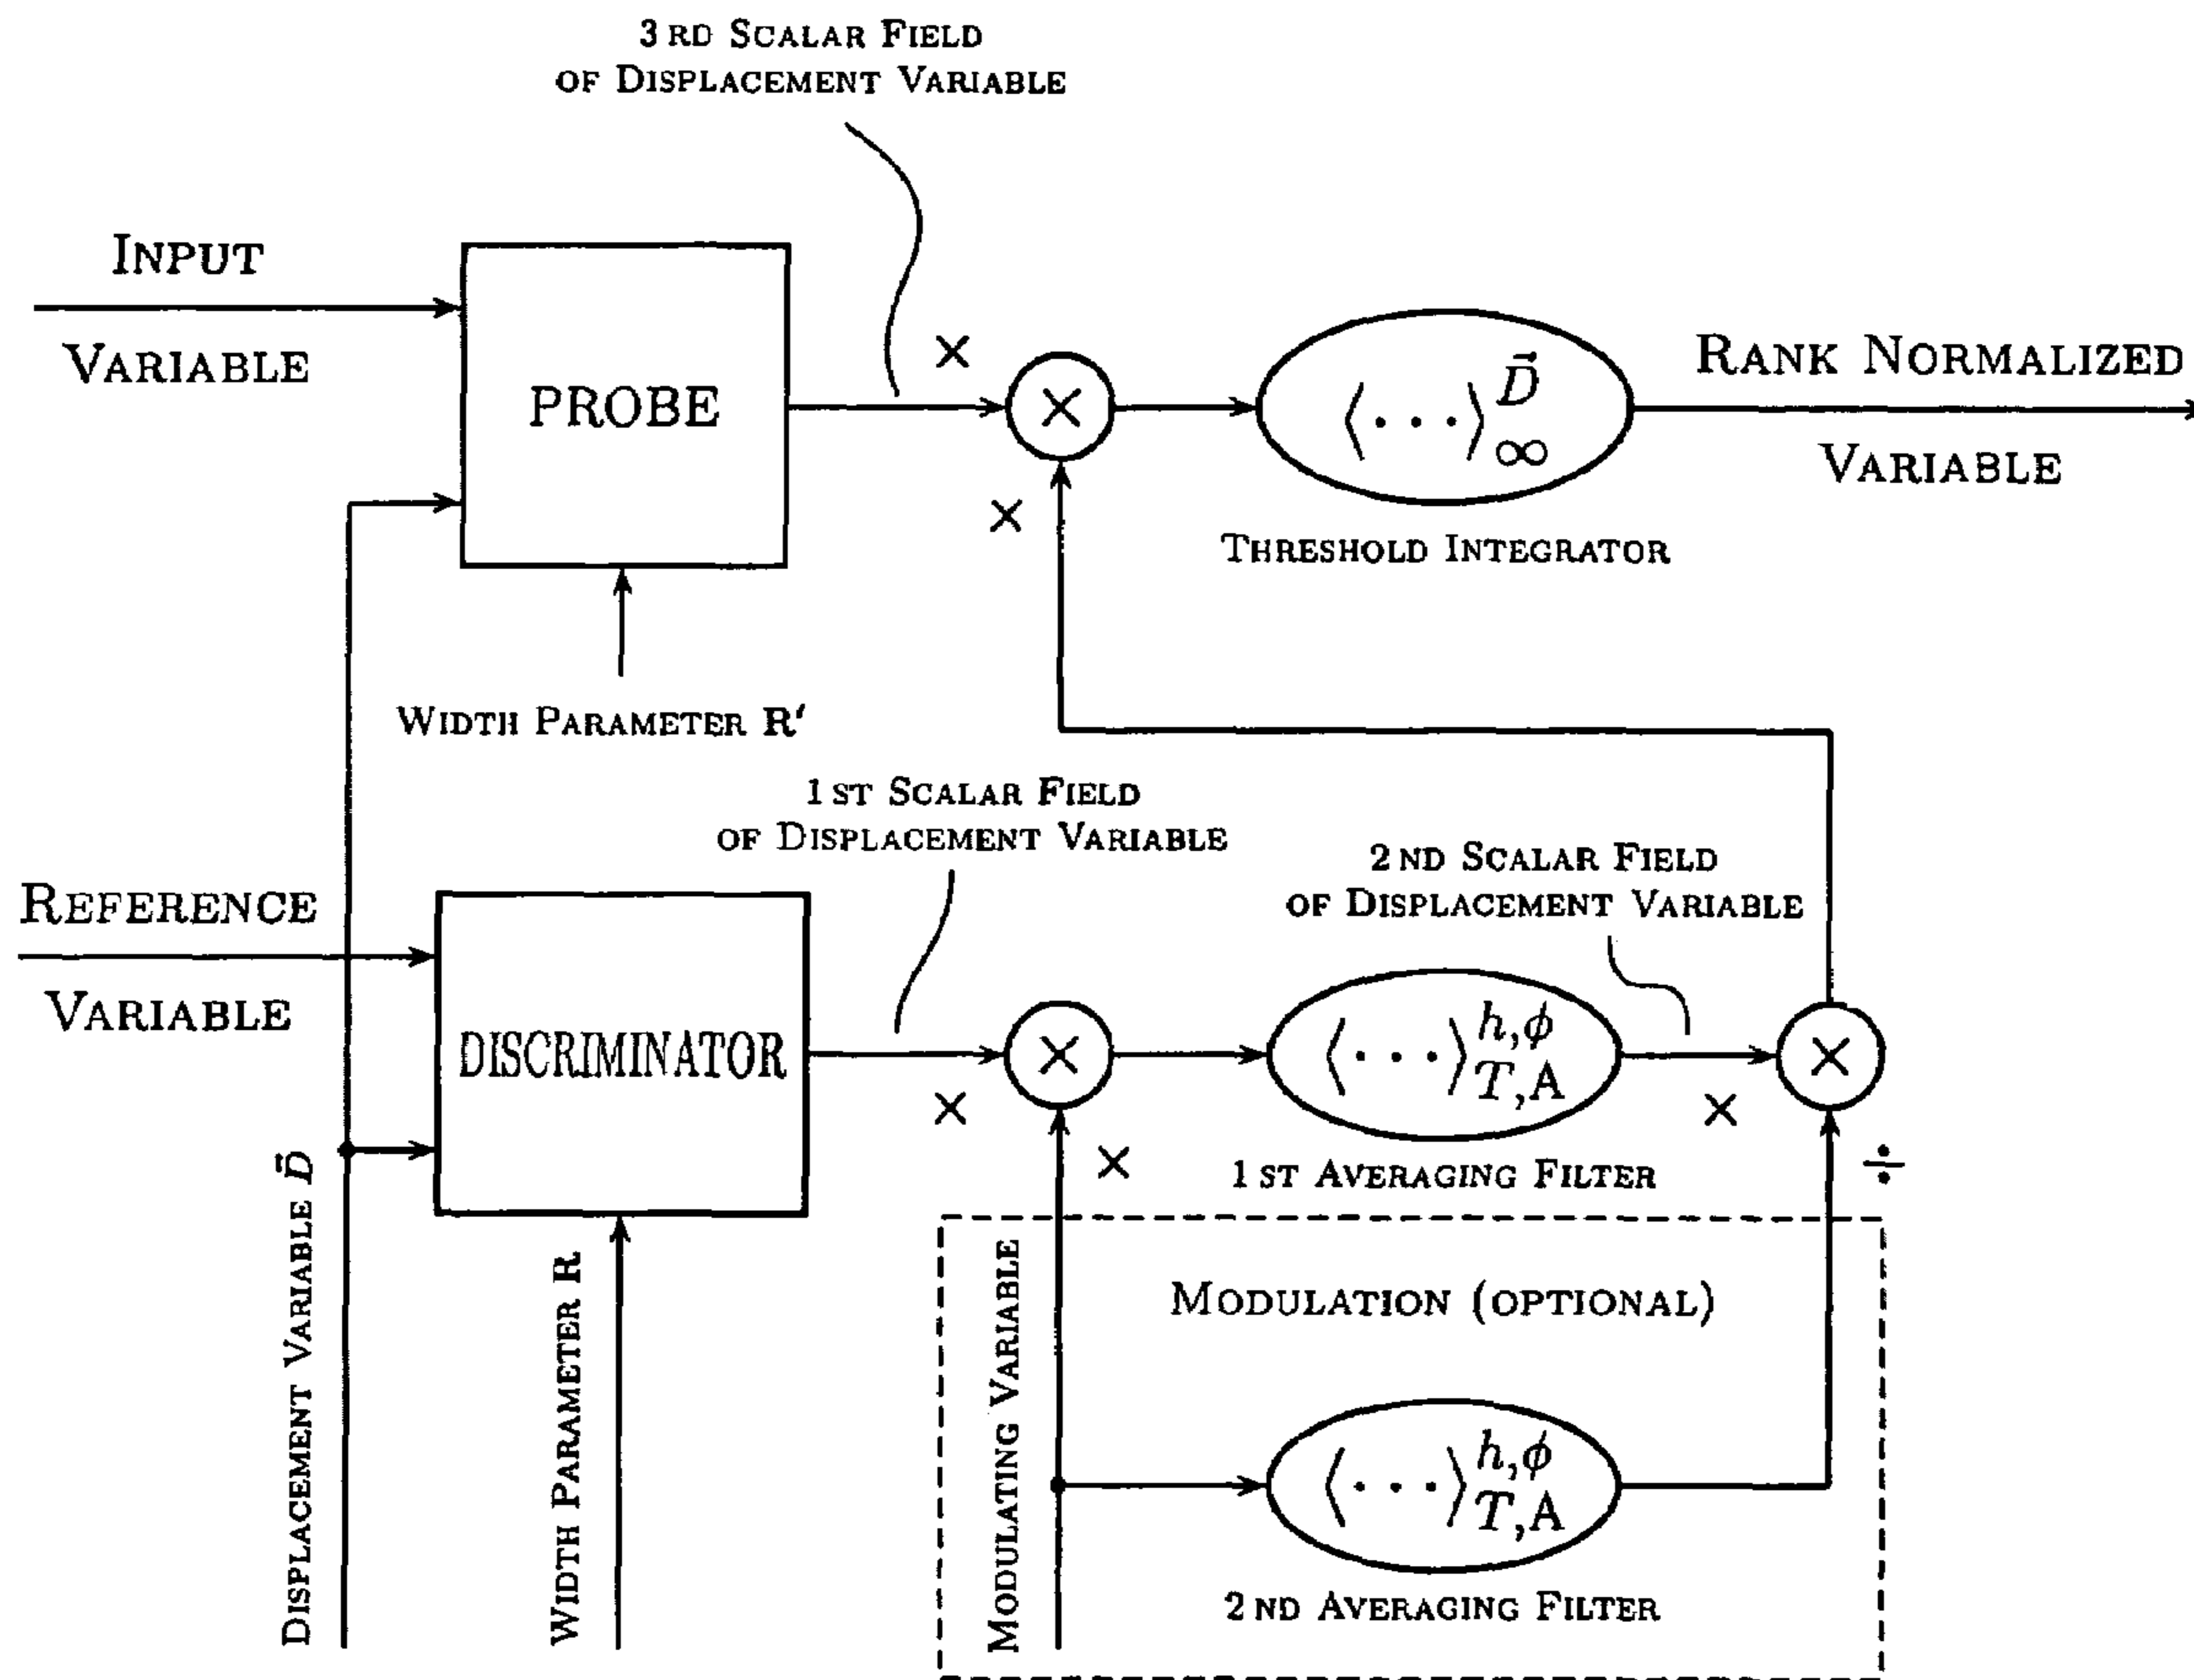 3 RD SCALAR FIELD
OF DISPLACEMENT VARIABLE
INPUT
VARIABLE
PROBE
×
×
×
⟨···⟩ D⃗ ∞
RANK NORMALIZED
VARIABLE
THRESHOLD INTEGRATOR
WIDTH PARAMETER R′
1 ST SCALAR FIELD
OF DISPLACEMENT VARIABLE
2 ND SCALAR FIELD
OF DISPLACEMENT VARIABLE
REFERENCE
VARIABLE
DISCRIMINATOR
×
×
×
⟨···⟩ h,ϕ T,A
×
×
÷
1 ST AVERAGING FILTER
DISPLACEMENT VARIABLE D⃗
WIDTH PARAMETER R
MODULATING VARIABLE
MODULATION (OPTIONAL)
⟨···⟩ h,ϕ T,A
2 ND AVERAGING FILTER